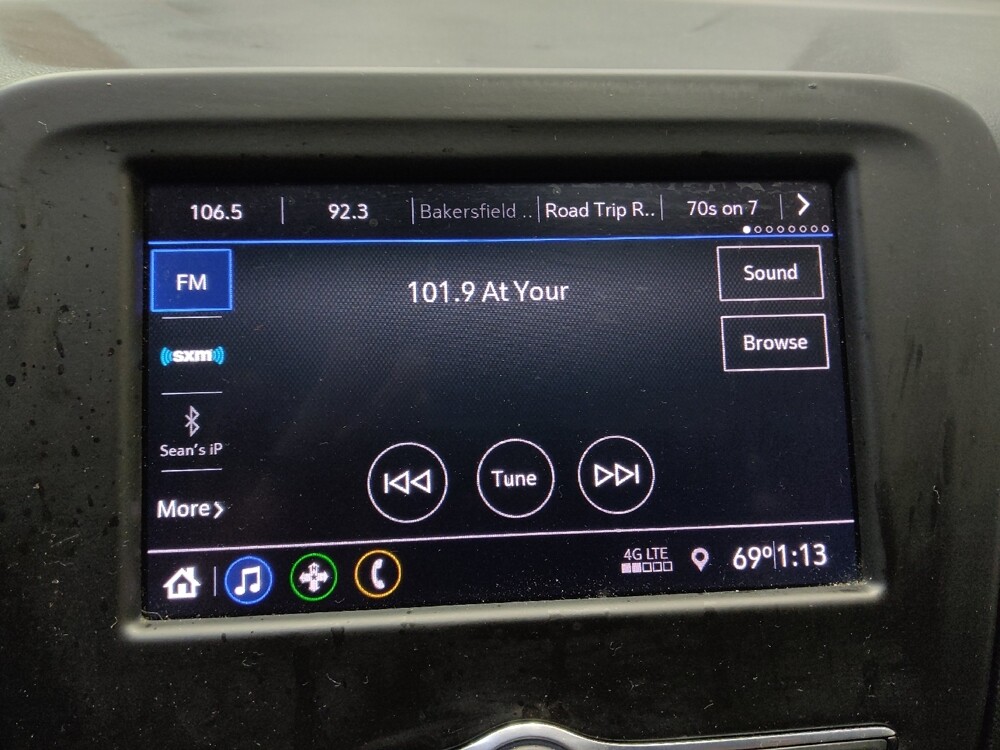 106.5 92.3 Bakersfield .. Road Trip R.. 70s on 7
FM
101.9 At Your
Sound
sxm
Browse
Sean's iP
Tune
More
4G LTE 69° 1:13